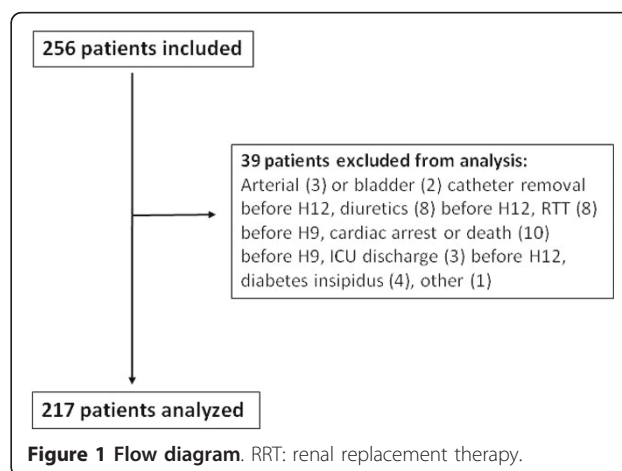 256 patients included
39 patients excluded from analysis:
Arterial (3) or bladder (2) catheter removal
before H12, diuretics (8) before H12, RTT (8)
before H9, cardiac arrest or death (10)
before H9, ICU discharge (3) before H12,
diabetes insipidus (4), other (1)
217 patients analyzed
Figure 1 Flow diagram. RRT: renal replacement therapy.